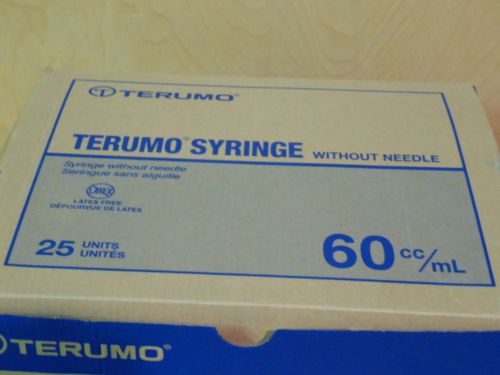 TERUMO®
TERUMO® SYRINGE WITHOUT NEEDLE
Syringe without needle
Seringue sans aiguille
LATEX
LATEX FREE
DÉPOURVUE DE LATEX
25 UNITS
UNITÉS
60 cc/mL
TERUMO®